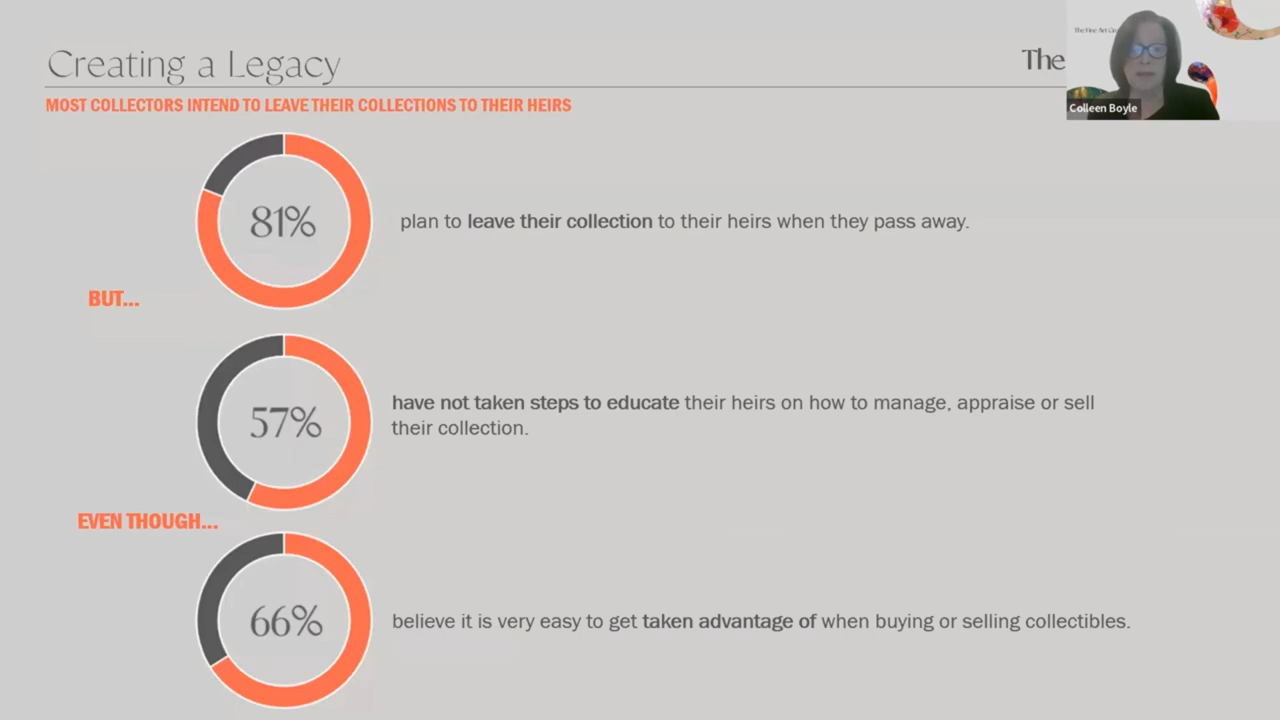 Creating a Legacy
The
The Fine Art
Colleen Boyle
MOST COLLECTORS INTEND TO LEAVE THEIR COLLECTIONS TO THEIR HEIRS
81%
plan to leave their collection to their heirs when they pass away.
BUT...
57%
have not taken steps to educate their heirs on how to manage, appraise or sell
their collection.
EVEN THOUGH...
66%
believe it is very easy to get taken advantage of when buying or selling collectibles.